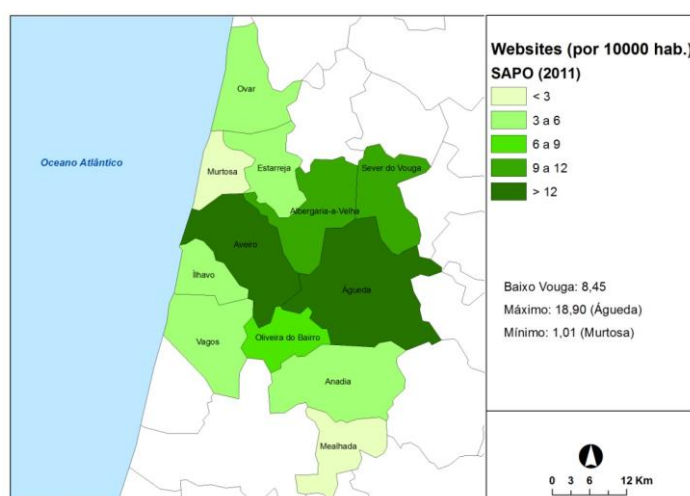 Websites (por 10000 hab.)
SAPO (2011)
< 3
3 a 6
6 a 9
9 a 12
> 12
Ovar
Oceano Atlântico
Murtosa
Estarreja
Sever do Vouga
Albergaria-a-Velha
Aveiro
Ílhavo
Águeda
Vagos
Oliveira do Bairro
Anadia
Mealhada
Baixo Vouga: 8,45
Máximo: 18,90 (Águeda)
Mínimo: 1,01 (Murtosa)
0 3 6 12 Km